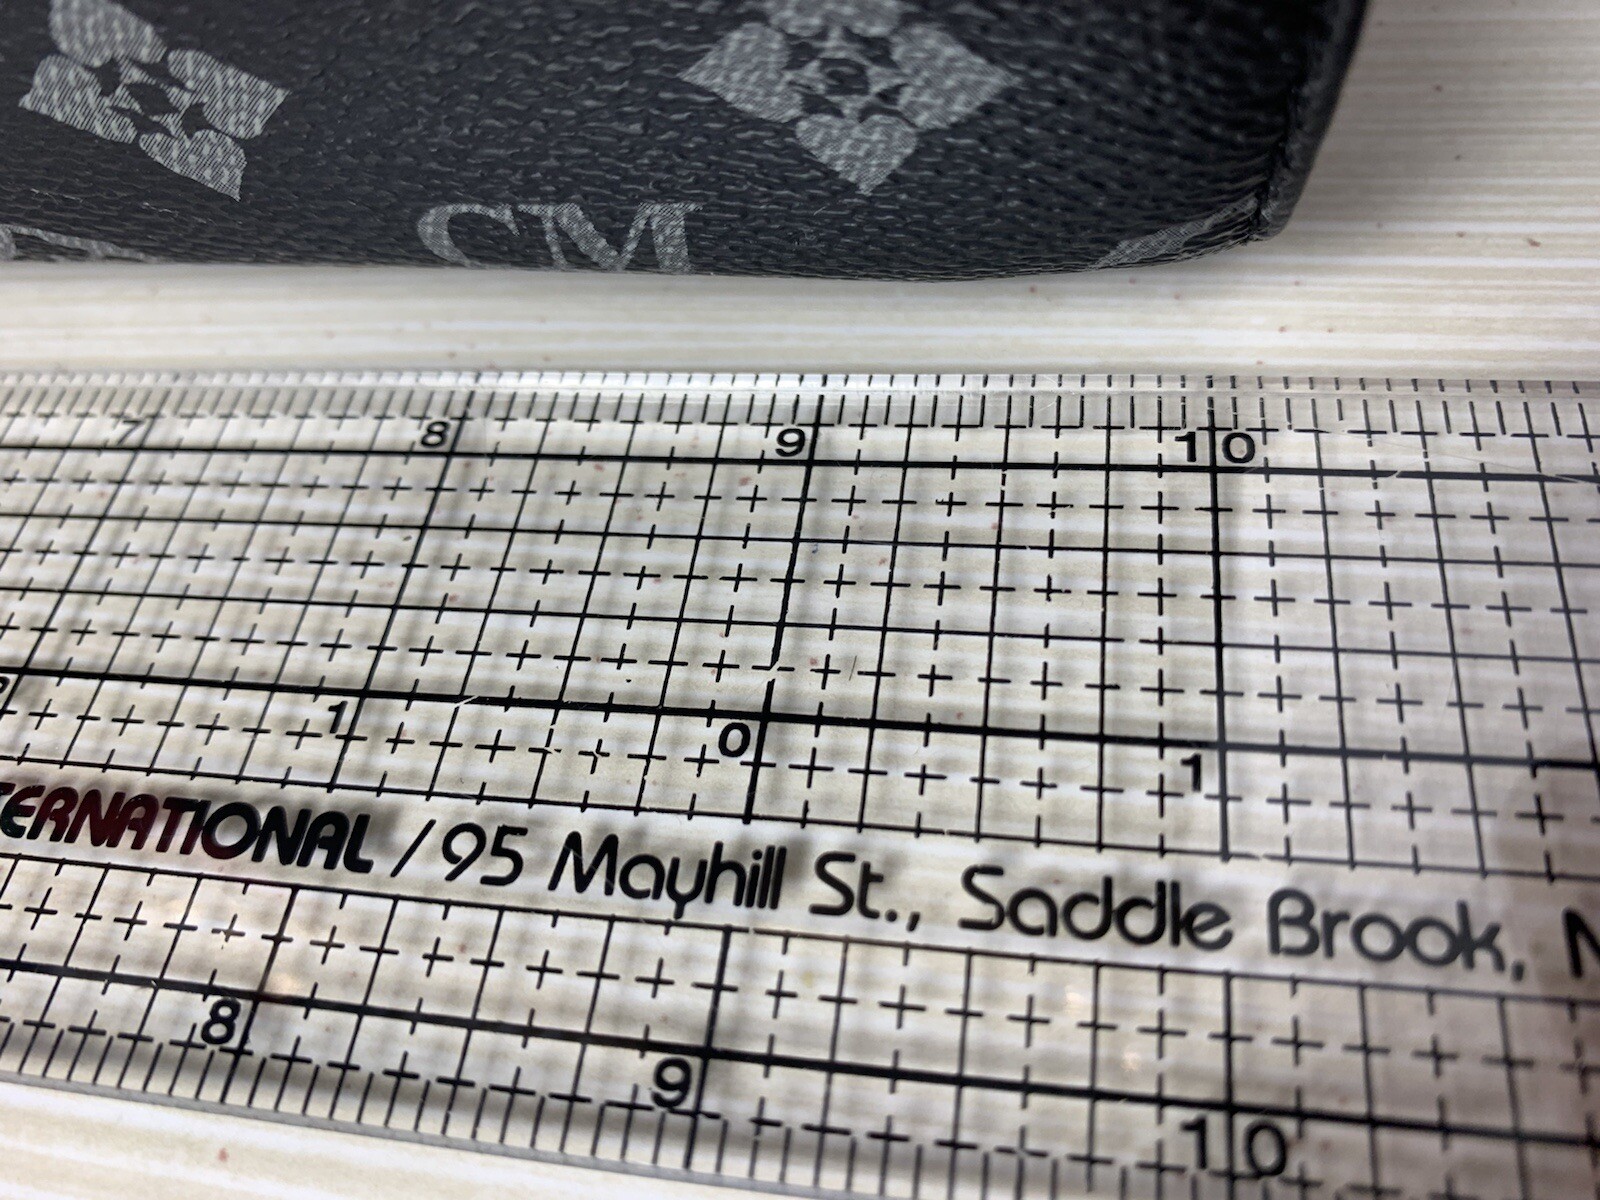 CM
7 8 9 10
1 0 1
ERNATIONAL / 95 Mayhill St., Saddle Brook,
8 9 10